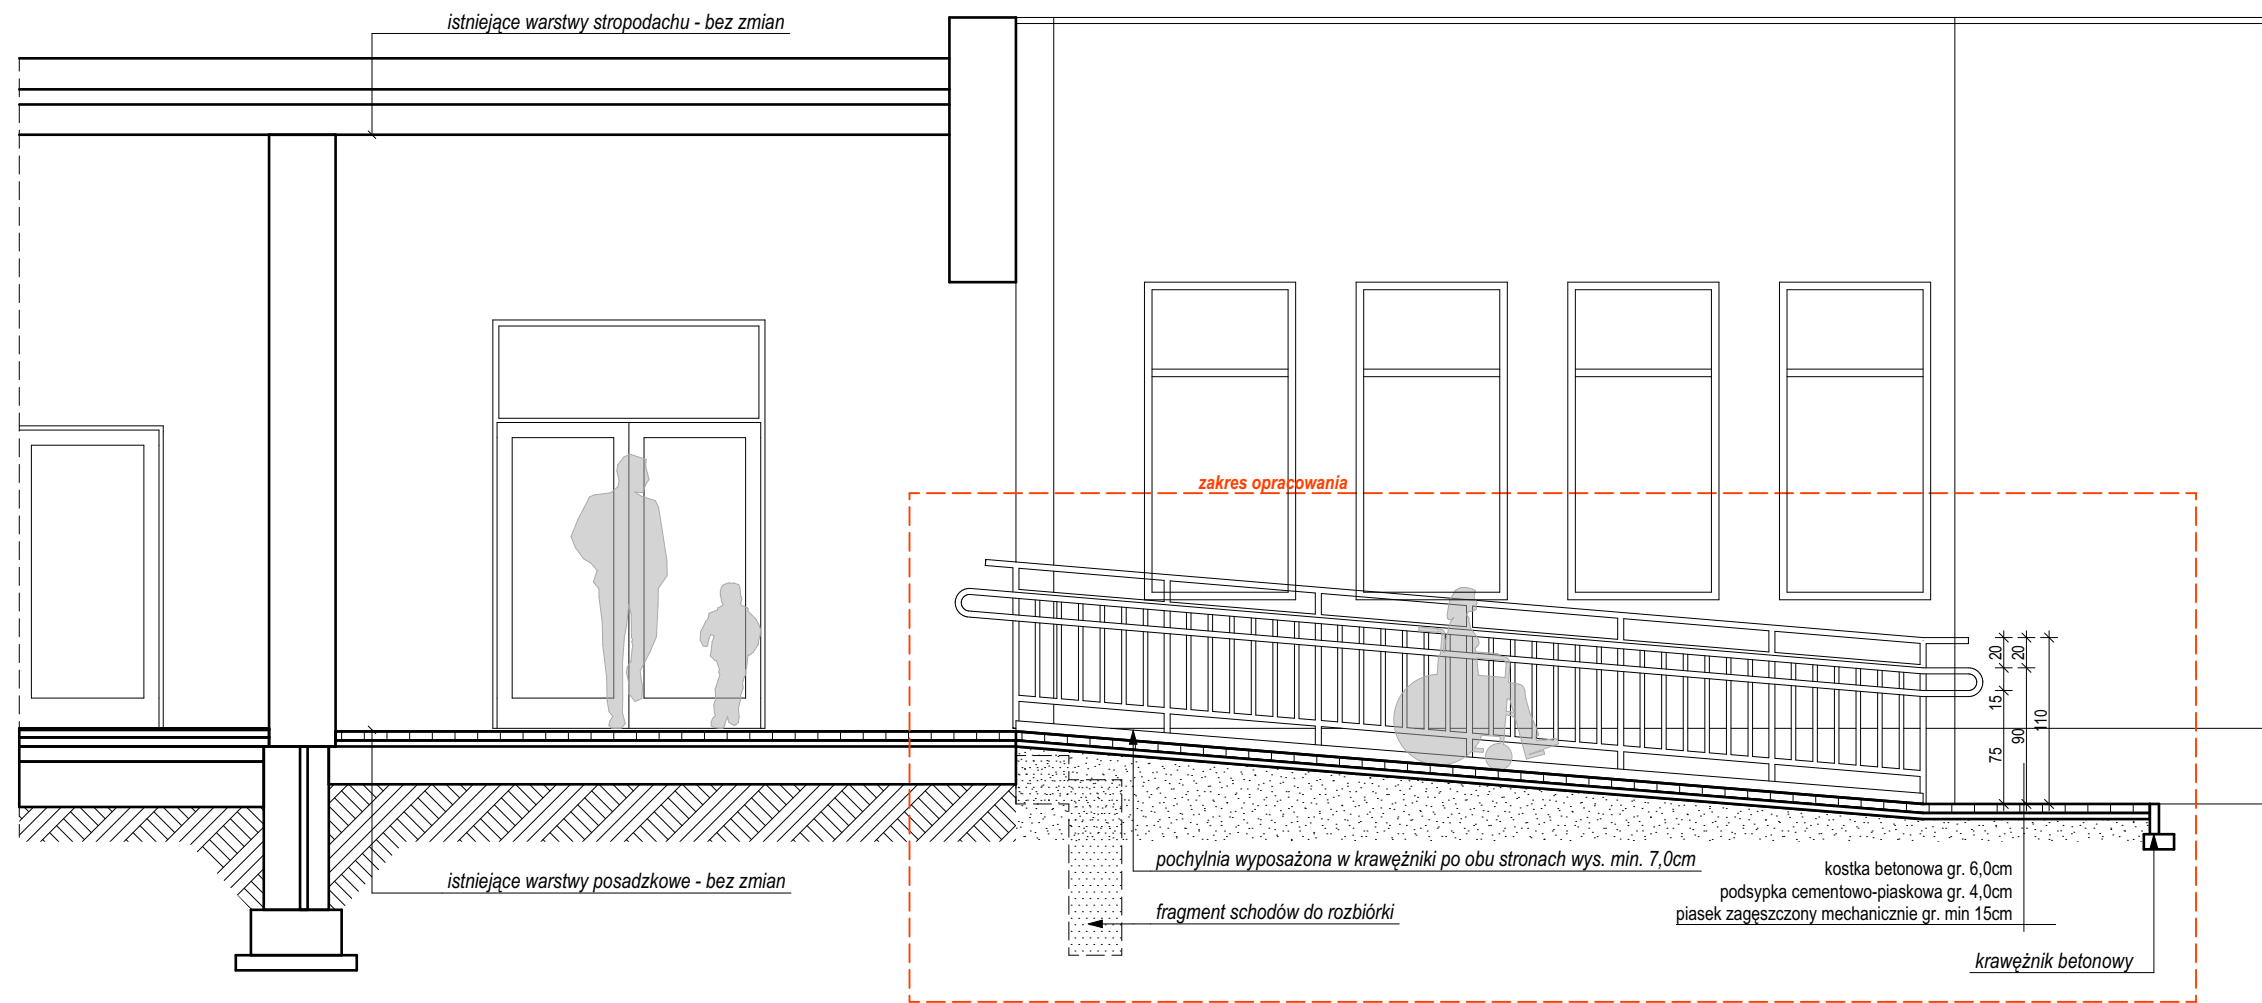 istniejące warstwy stropodachu - bez zmian
zakres opracowania
20
20
15
110
90
75
pochylnia wyposażona w krawężniki po obu stronach wys. min. 7,0cm
kostka betonowa gr. 6,0cm
istniejące warstwy posadzkowe - bez zmian
podsypka cementowo-piaskowa gr. 4,0cm
fragment schodów do rozbiórki
piasek zagęszczony mechanicznie gr. min 15cm
krawężnik betonowy